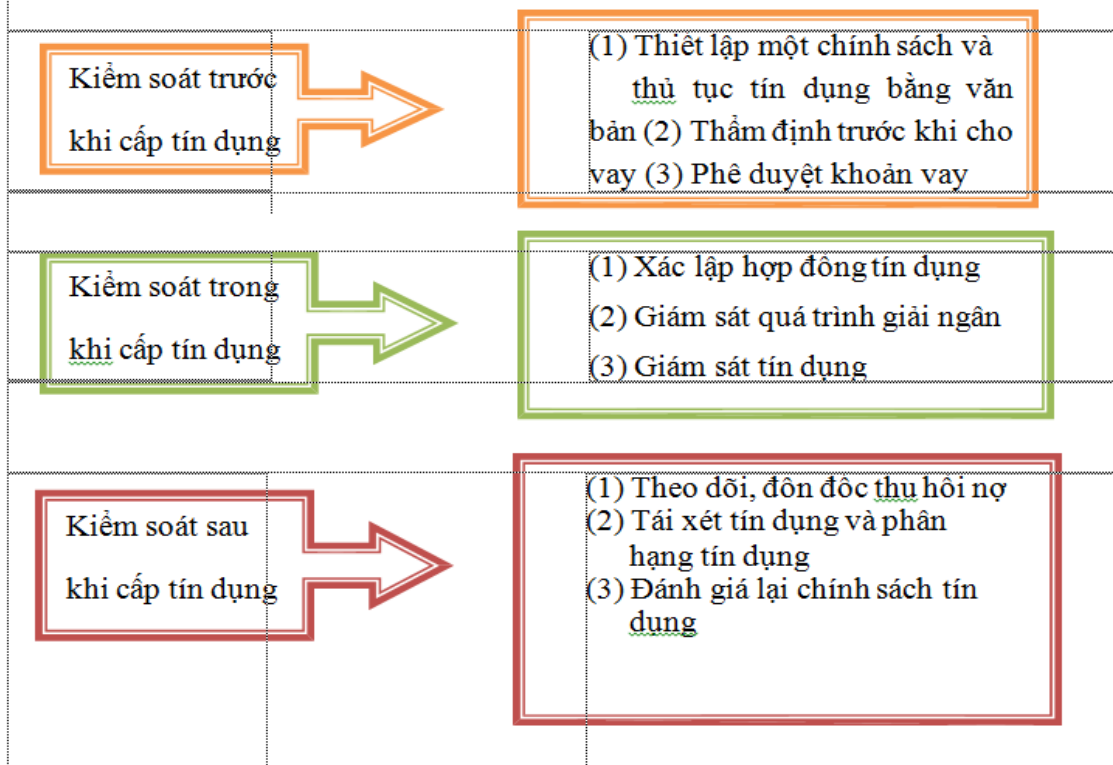 Kiểm soát trước
khi cấp tín dụng
(1) Thiêt lập một chính sách và
thủ tục tín dụng bằng văn
bản (2) Thẩm định trước khi cho
vay (3) Phê duyệt khoản vay
Kiểm soát trong
khi cấp tín dụng
(1) Xác lập hợp đông tín dụng
(2) Giám sát quá trình giải ngân
(3) Giám sát tín dụng
Kiểm soát sau
khi cấp tín dụng
(1) Theo dõi, đôn đôc thu hôi nợ
(2) Tái xét tín dụng và phân
hạng tín dụng
(3) Đánh giá lại chính sách tín
dụng